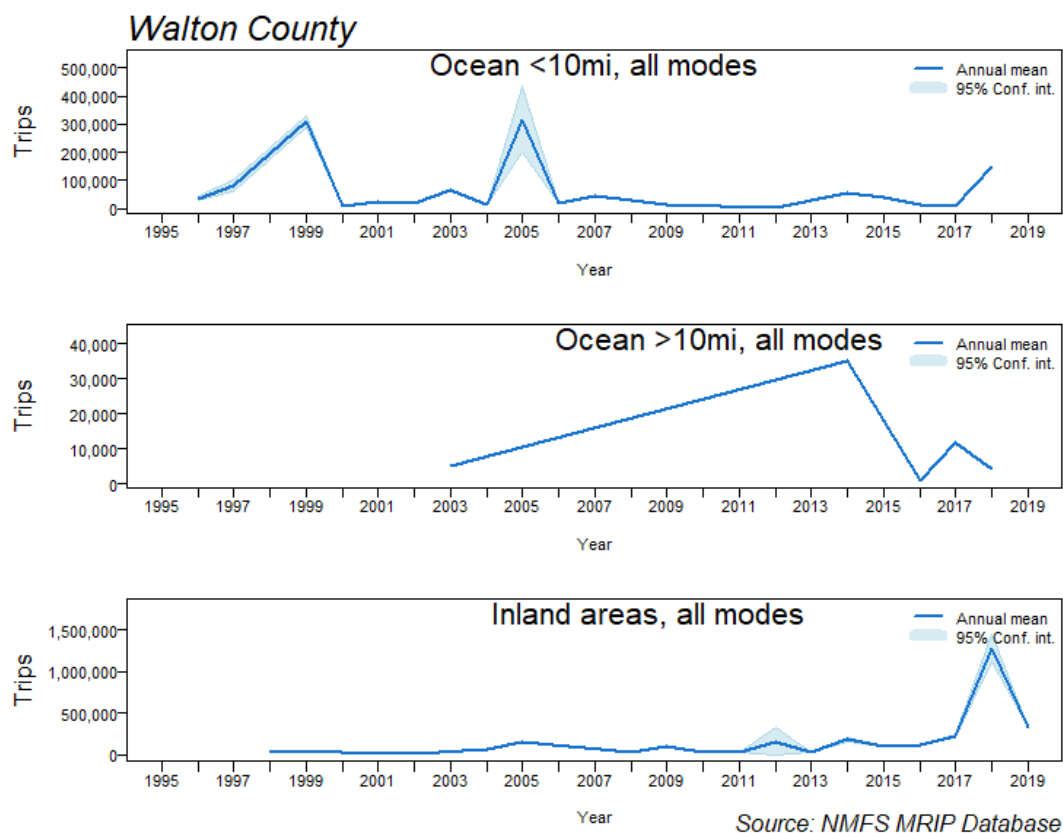 Walton County
Ocean <10mi, all modes
Annual mean
95% Conf. int.
Trips
500,000
400,000
300,000
200,000
100,000
0
1995 1997 1999 2001 2003 2005 2007 2009 2011 2013 2015 2017 2019
Year
Ocean >10mi, all modes
Annual mean
95% Conf. int.
Trips
40,000
30,000
20,000
10,000
0
1995 1997 1999 2001 2003 2005 2007 2009 2011 2013 2015 2017 2019
Year
Inland areas, all modes
Annual mean
95% Conf. int.
Trips
1,500,000
1,000,000
500,000
0
1995 1997 1999 2001 2003 2005 2007 2009 2011 2013 2015 2017 2019
Year
Source: NMFS MRIP Database